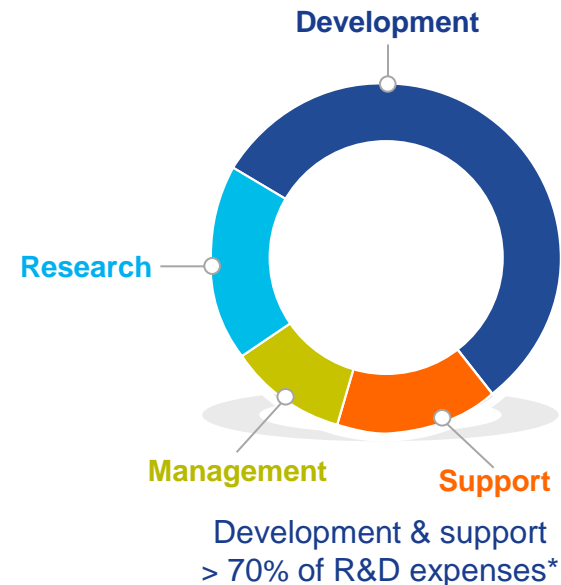 Development
Research
Management
Support
Development & support
> 70% of R&D expenses*